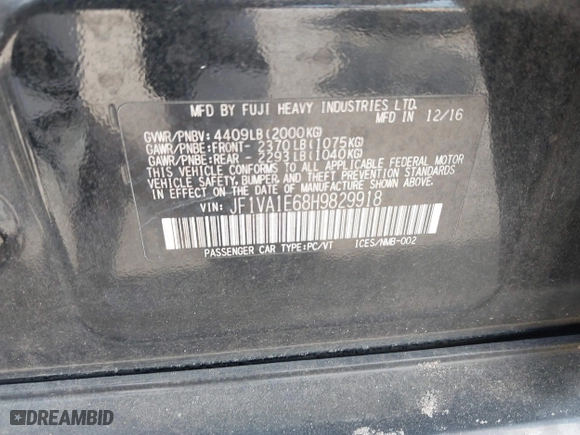 MFD BY FUJI HEAVY INDUSTRIES LTD.
MFD IN 12/16
GVWR/PNBV: 4409LB(2000KG)
GAWR/PNBE:FRONT- 2370LB(1075KG)
GAWR/PNBE:REAR - 2293LB(1040KG)
THIS VEHICLE CONFORMS TO ALL APPLICABLE FEDERAL MOTOR
VEHICLE SAFETY, BUMPER, AND THEFT PREVENTION STANDARDS
IN EFFECT ON THE DATE OF MANUFACTURE SHOWN ABOVE.
VIN: JF1VA1E68H9829918
PASSENGER CAR TYPE:PC/VT ICES/NMB-002
DREAMBID